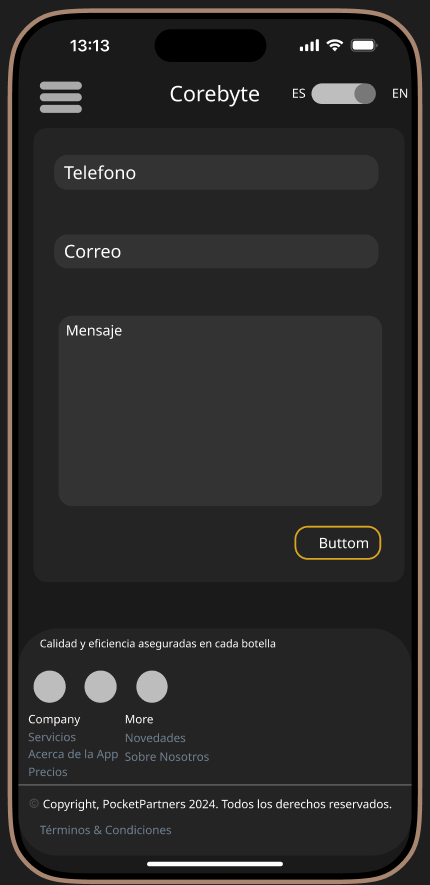 13:13
Corebyte
ES EN
Telefono
Correo
Mensaje
Buttom
Calidad y eficiencia aseguradas en cada botella
Company
Servicios
Acerca de la App
Precios
More
Novedades
Sobre Nosotros
© Copyright, PocketPartners 2024. Todos los derechos reservados.
Términos & Condiciones